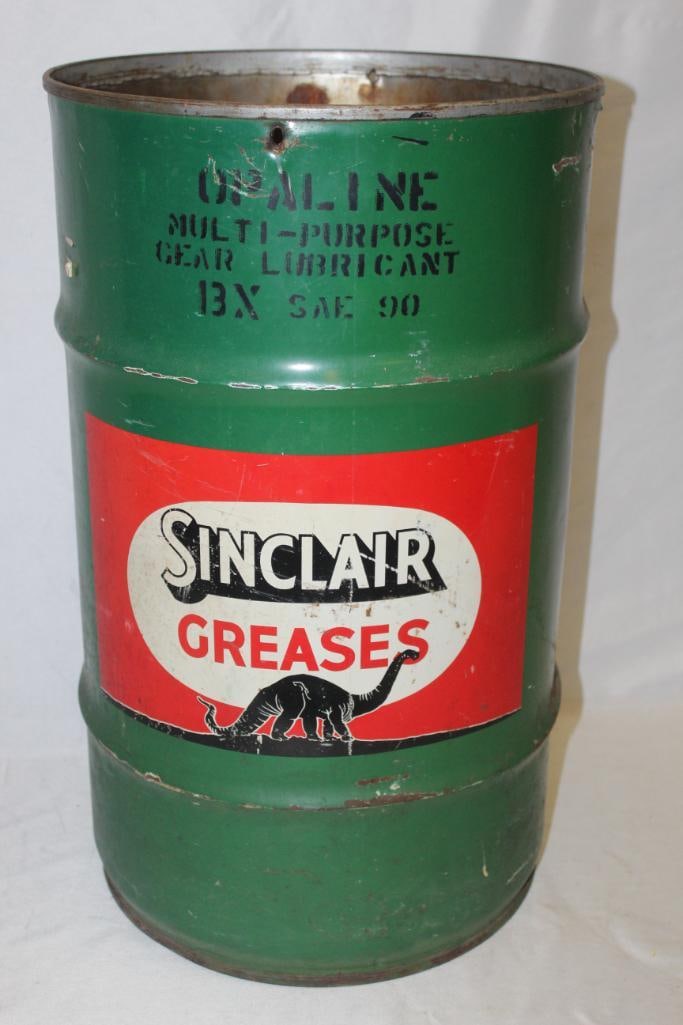 OPALINE
MULTI-PURPOSE
GEAR LUBRICANT
BX SAE 90
SINCLAIR
GREASES